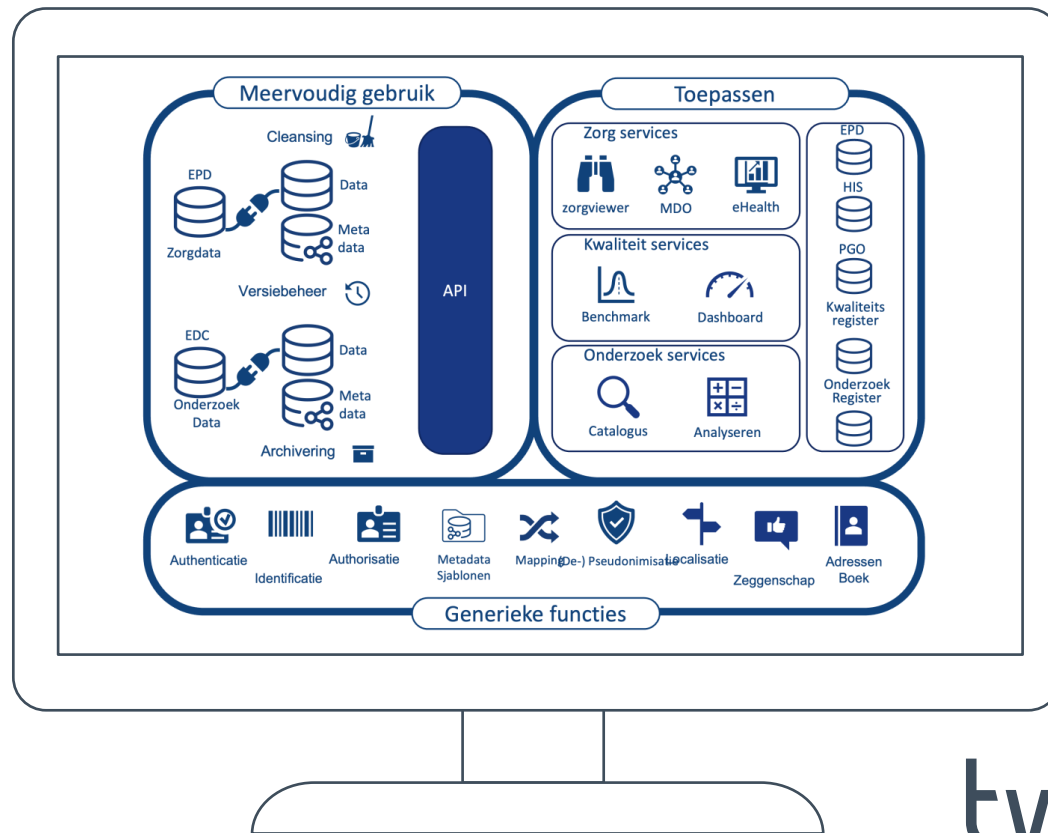 Meervoudig gebruik
Cleansing
EPD
Data
Zorgdata
Meta
data
Versiebeheer
EDC
Data
Onderzoek
Data
Meta
data
Archivering
API
Toepassen
Zorg services
zorgviewer
MDO
eHealth
Kwaliteit services
Benchmark
Dashboard
Onderzoek services
Catalogus
Analyseren
EPD
HIS
PGO
Kwaliteits
register
Onderzoek
Register
Authenticatie
Identificatie
Authorisatie
Metadata
Sjablonen
Mapping
(De-) Pseudonimisatie
Localisatie
Zeggenschap
Adressen
Boek
Generieke functies